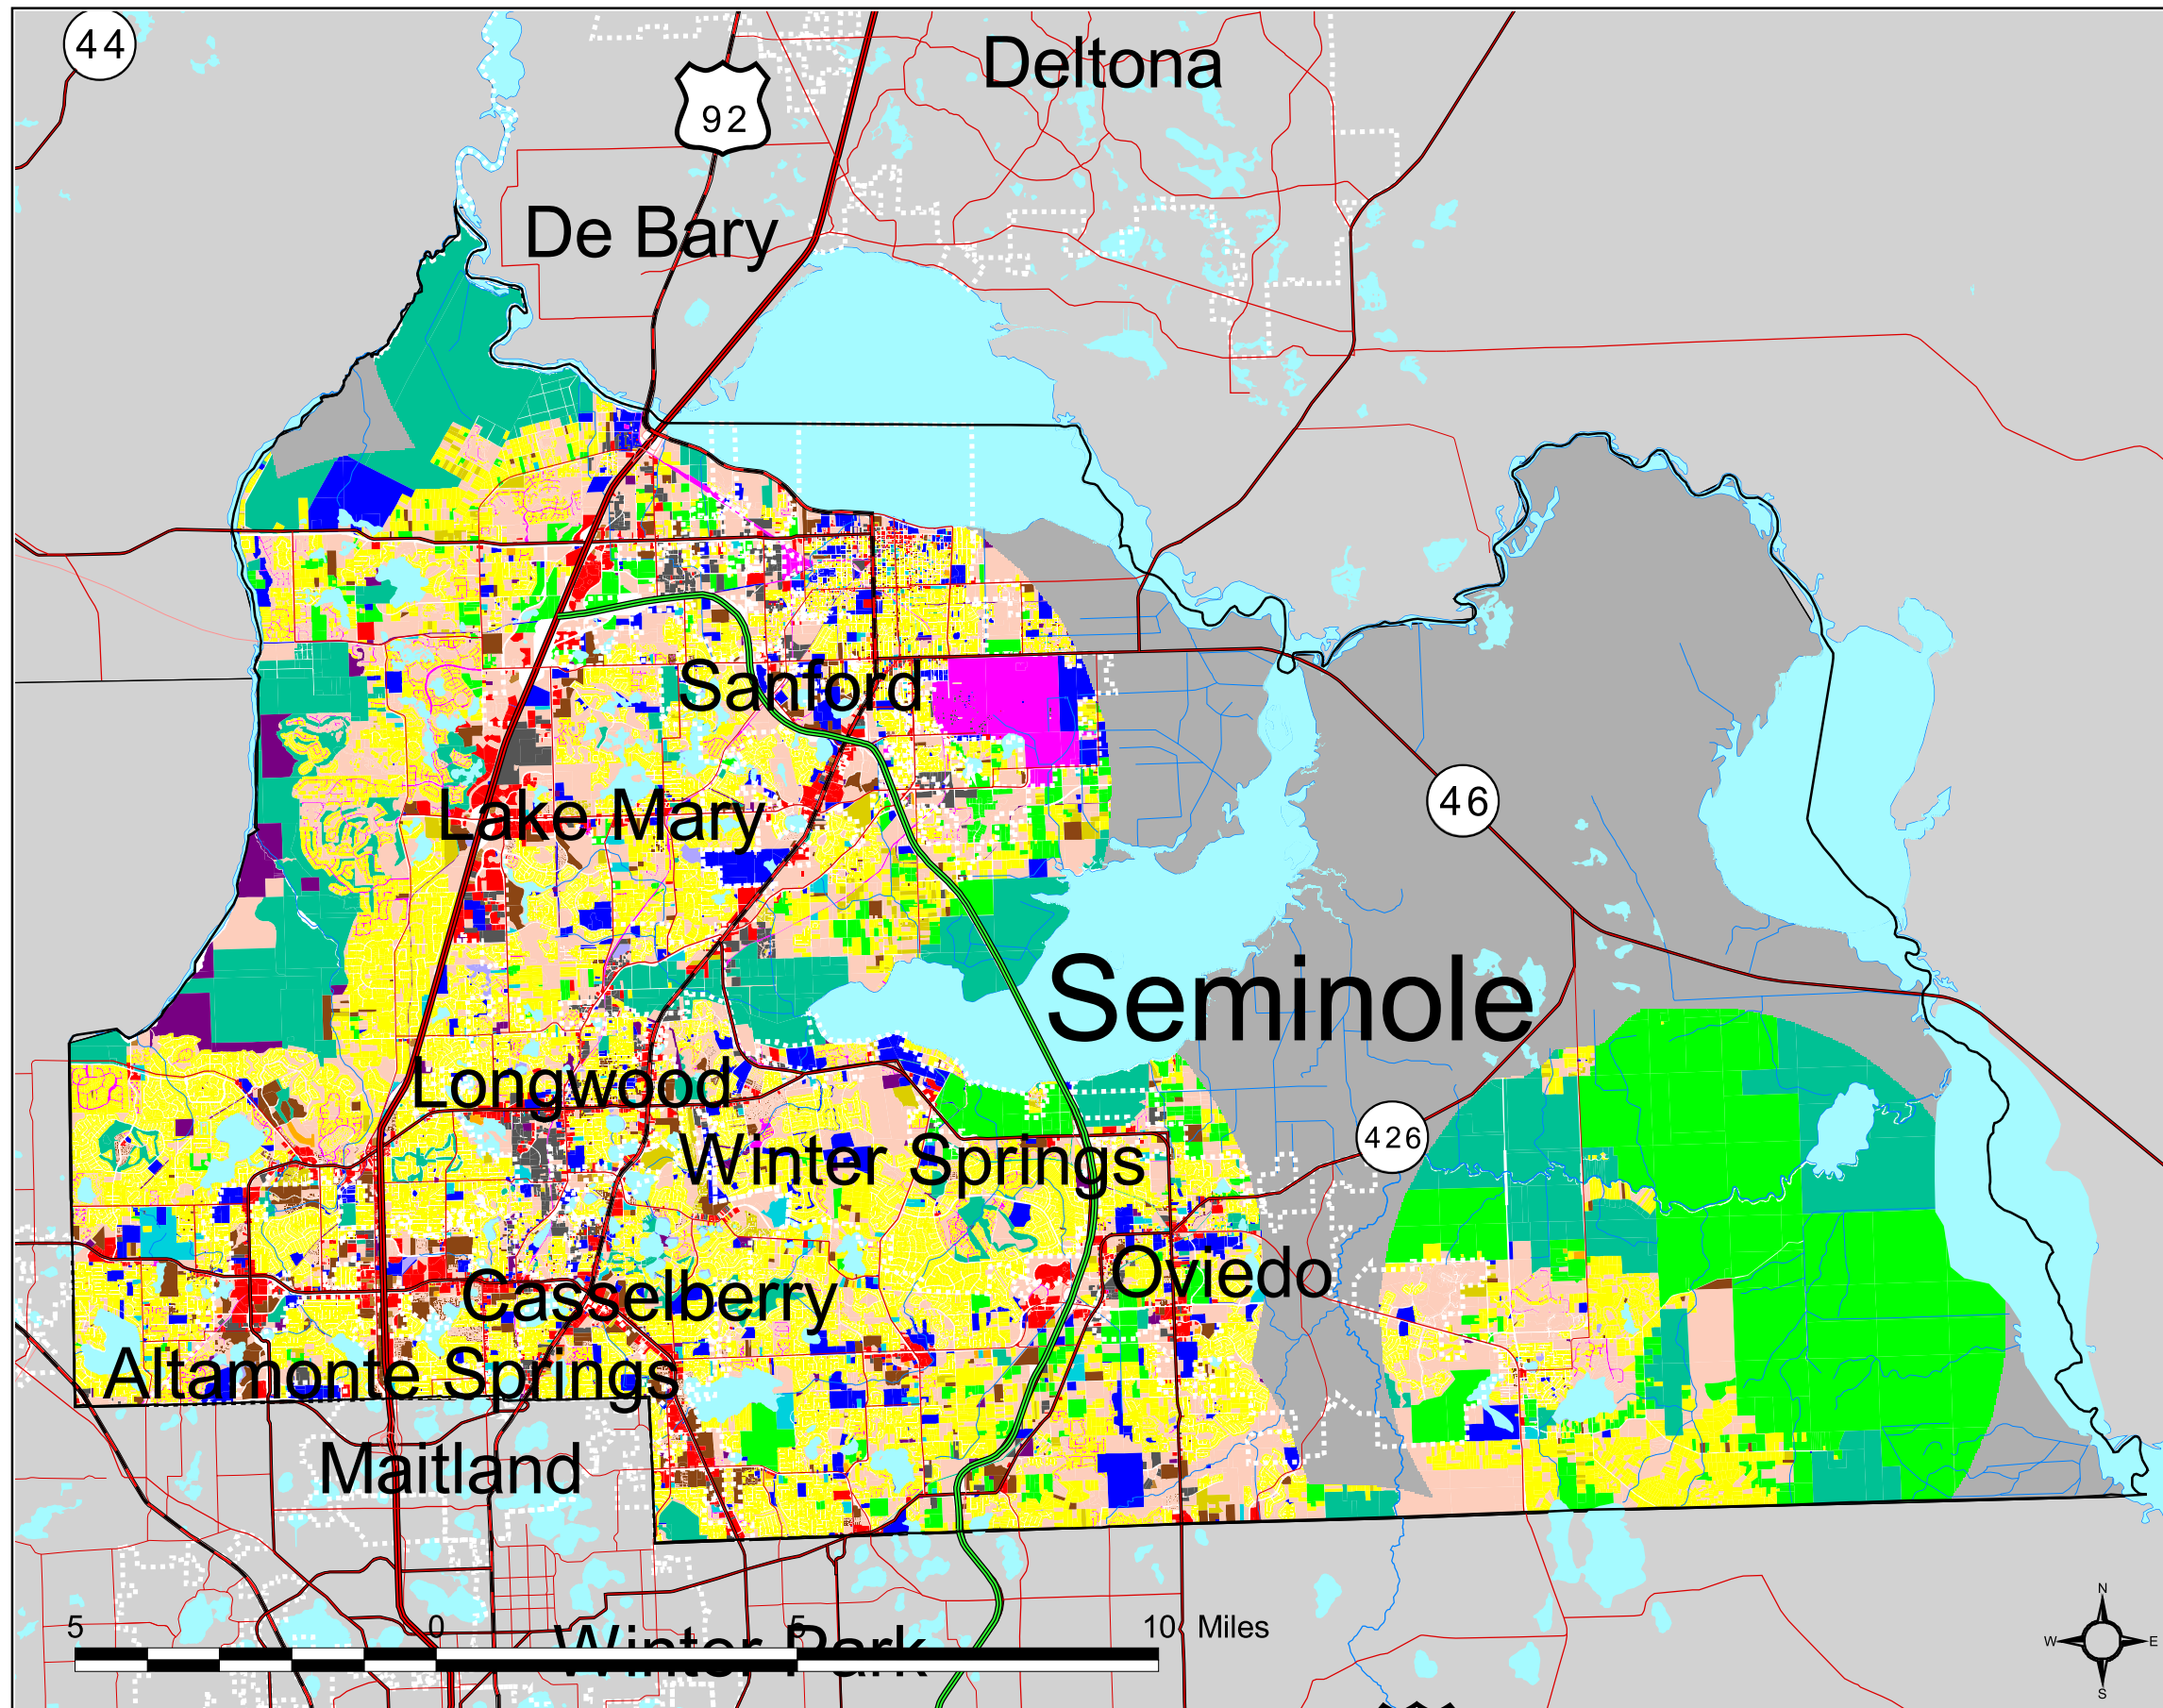 44
Deltona
92
De Bary
Sanford
46
Lake Mary
Seminole
Longwood
426
Winter Springs
Oviedo
Casselberry
Altamonte Springs
Maitland
N
W E
S
5 0 5 10 Miles
Winter Park